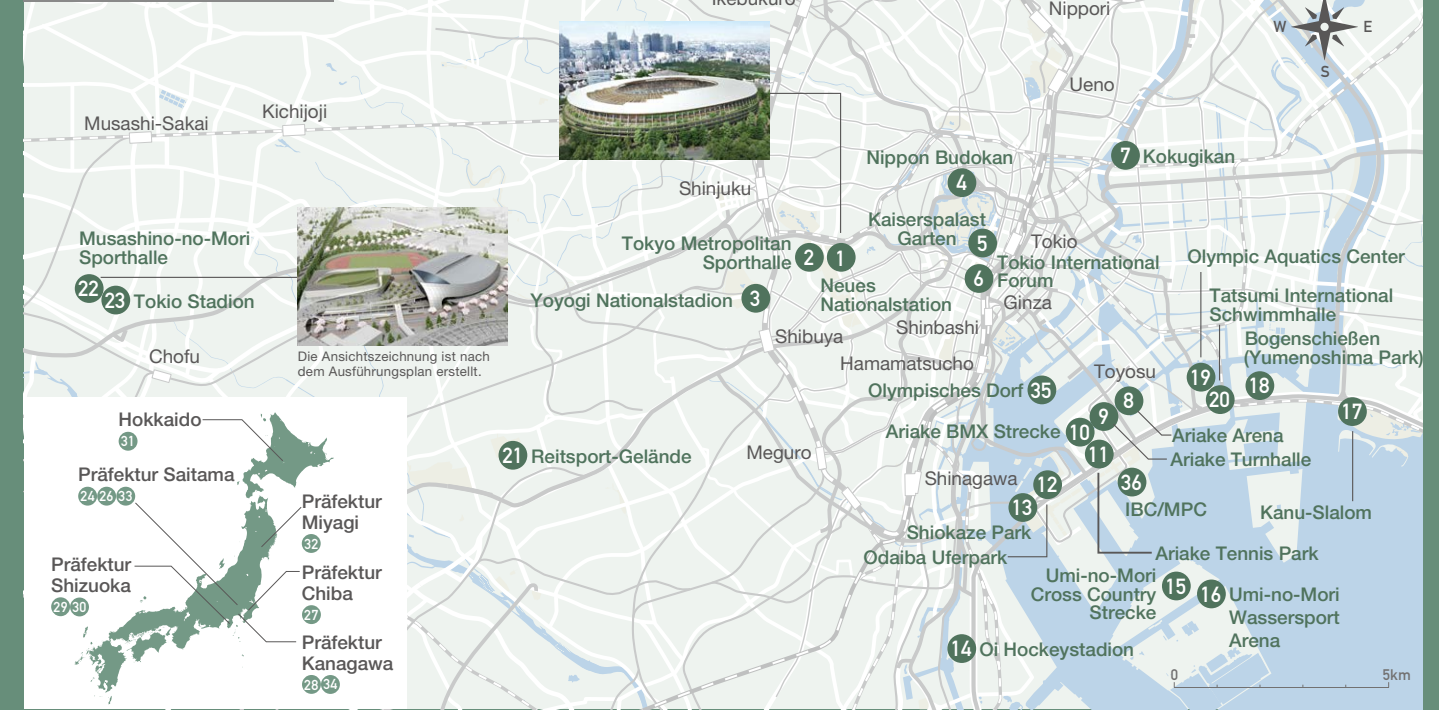 Ikebukuro
Nippori
W
E
S
Ueno
Musashi-Sakai
Kichijoji
Nippon Budokan
4
7 Kokugikan
Shinjuku
Musashino-no-Mori
Sporthalle
22
23 Tokio Stadion
Tokyo Metropolitan
Sporthalle 2
1
Neues
Nationalstation
Yoyogi Nationalstadion 3
Kaiserspalast
Garten 5
Tokio
6 Tokio International
Forum
Ginza
Olympic Aquatics Center
Tatsumi International
Schwimmhalle
Bogenschießen
(Yumenoshima Park)
Die Ansichtszeichnung ist nach
dem Ausführungsplan erstellt.
Chofu
Shibuya
Shinbashi
Hamamatsucho
Toyosu
Olympisches Dorf 35
19
20
18
17
8
9
10
11
Ariake BMX Strecke
Ariake Arena
Ariake Turnhalle
Hokkaido
31
Präfektur Saitama
24 26 33
Präfektur
Miyagi
32
Präfektur
Shizuoka
29 30
Präfektur
Chiba
27
Präfektur
Kanagawa
28 34
21 Reitsport-Gelände
Meguro
Shinagawa
12
13
Shiokaze Park
Odaiba Uferpark
36
IBC/MPC
Kanu-Slalom
Ariake Tennis Park
Umi-no-Mori
Cross Country
Strecke
15
16 Umi-no-Mori
Wassersport
Arena
14 Oi Hockeystadion
0
5km